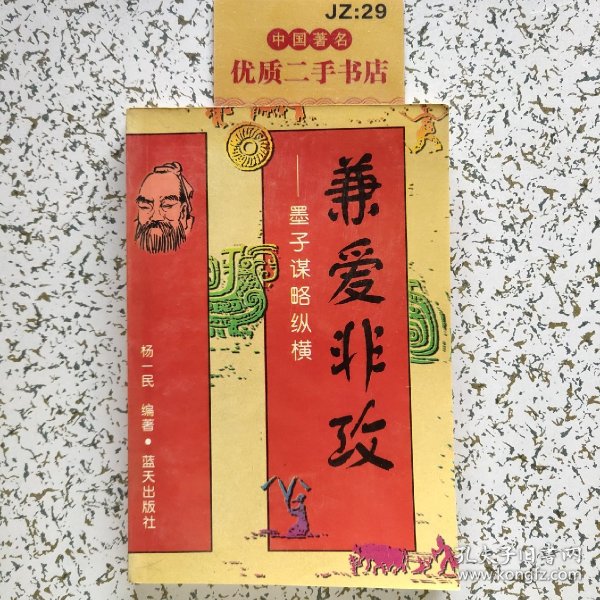 JZ:29
中国著名
优质二手书店
兼爱非攻
——墨子谋略纵横
杨一民 编著·蓝天出版社
孔夫子旧书网
www.kongfz.com